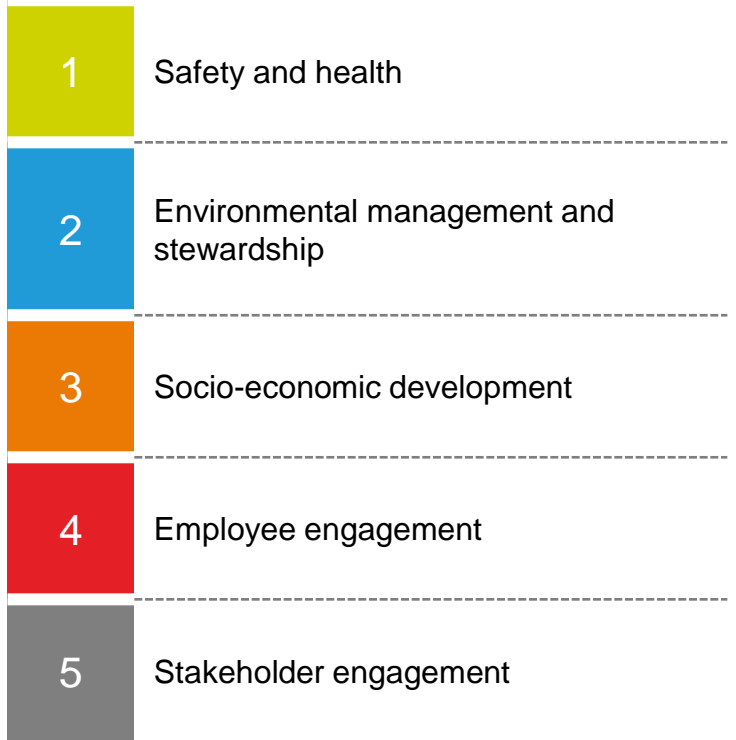 1
Safety and health
2
Environmental management and
stewardship
3
Socio-economic development
4
Employee engagement
5
Stakeholder engagement